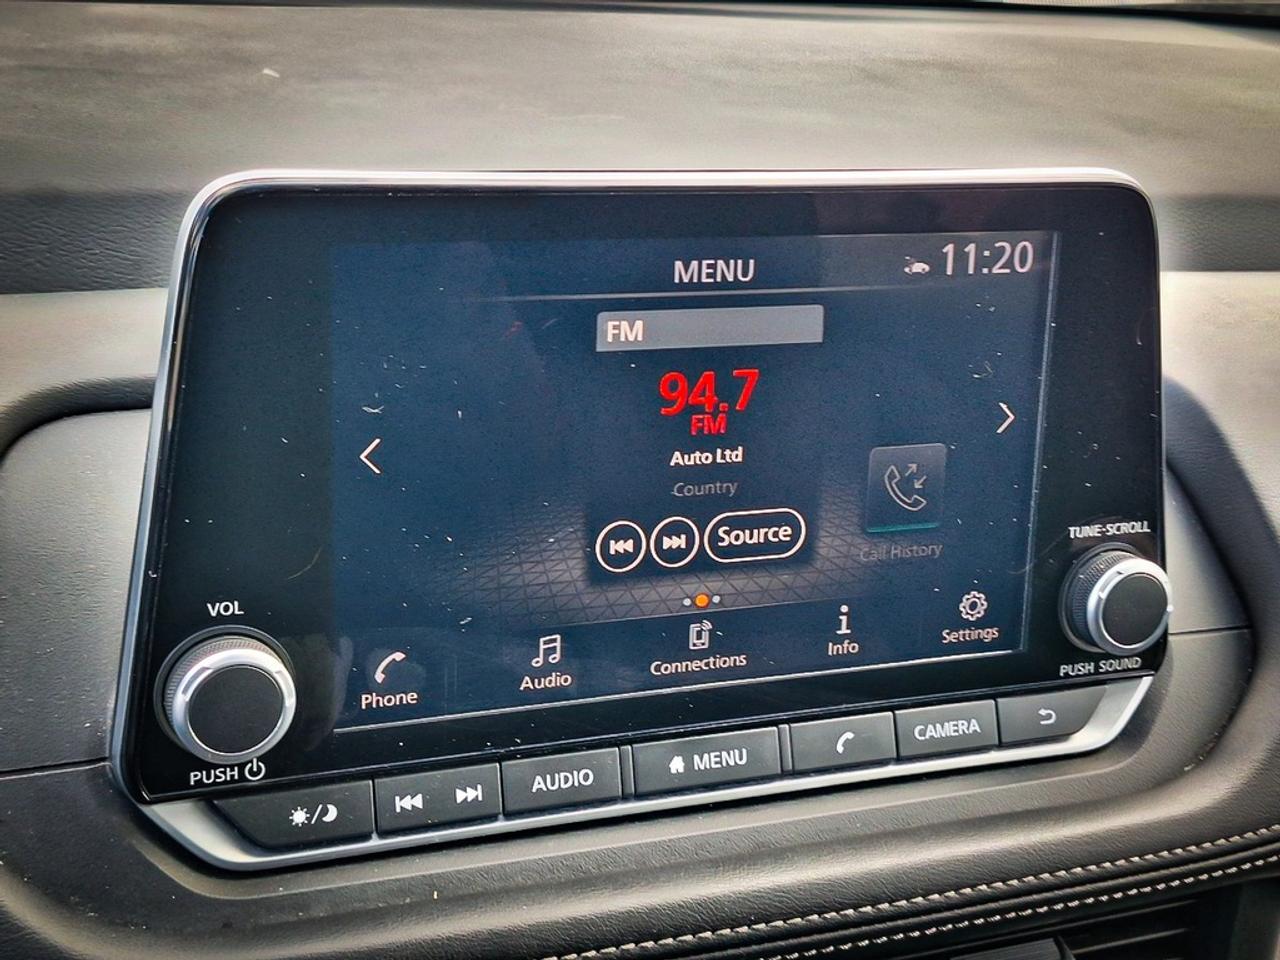 MENU
11:20
FM
94.7
FM
Auto Ltd
Country
Source
Call History
Phone
Audio
Connections
Info
Settings
VOL
PUSH
TUNE·SCROLL
PUSH SOUND
AUDIO
MENU
CAMERA